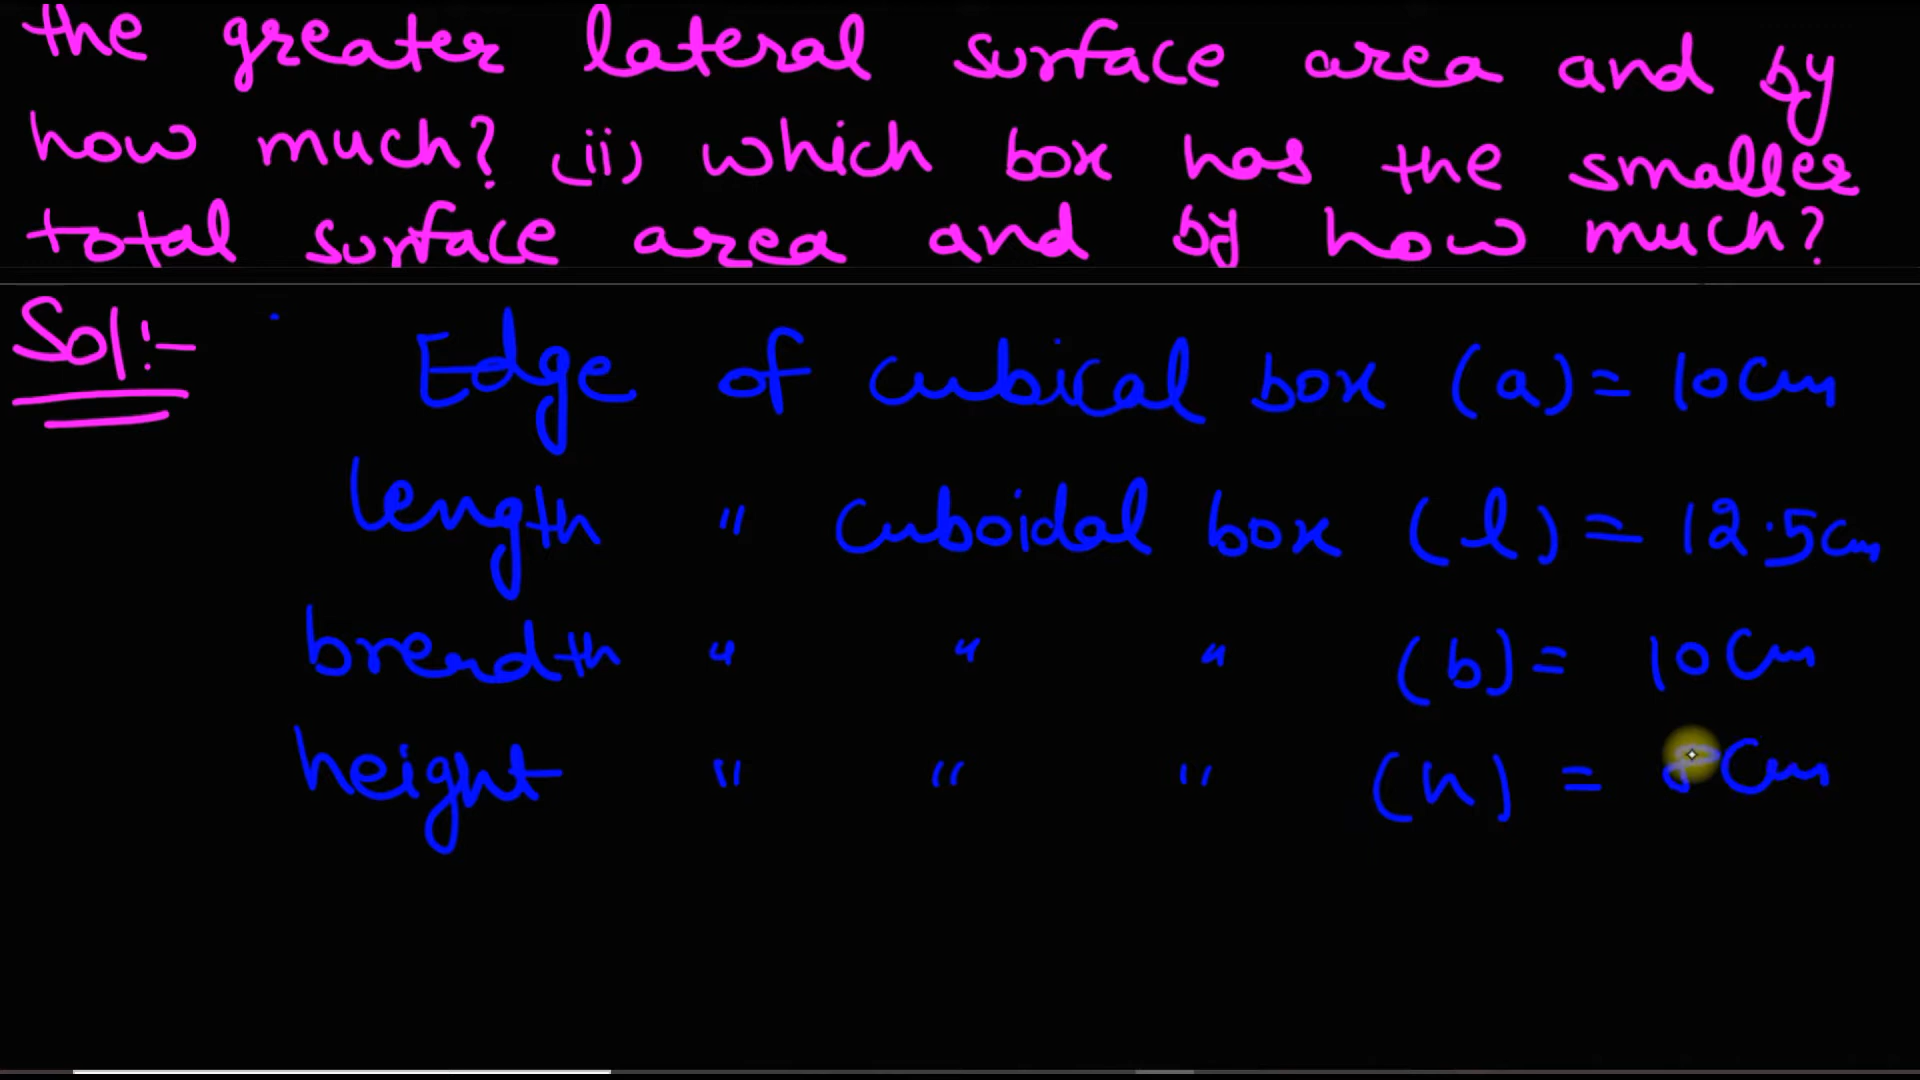 the greater lateral surface area and by
how much? (ii) which box has the smaller
total surface area and by how much?
Sol:-
Edge of cubical box (a) = 10cm
length " cuboidal box (l) = 12.5cm
breadth " " " (b) = 10cm
height " " " (h) = 8cm